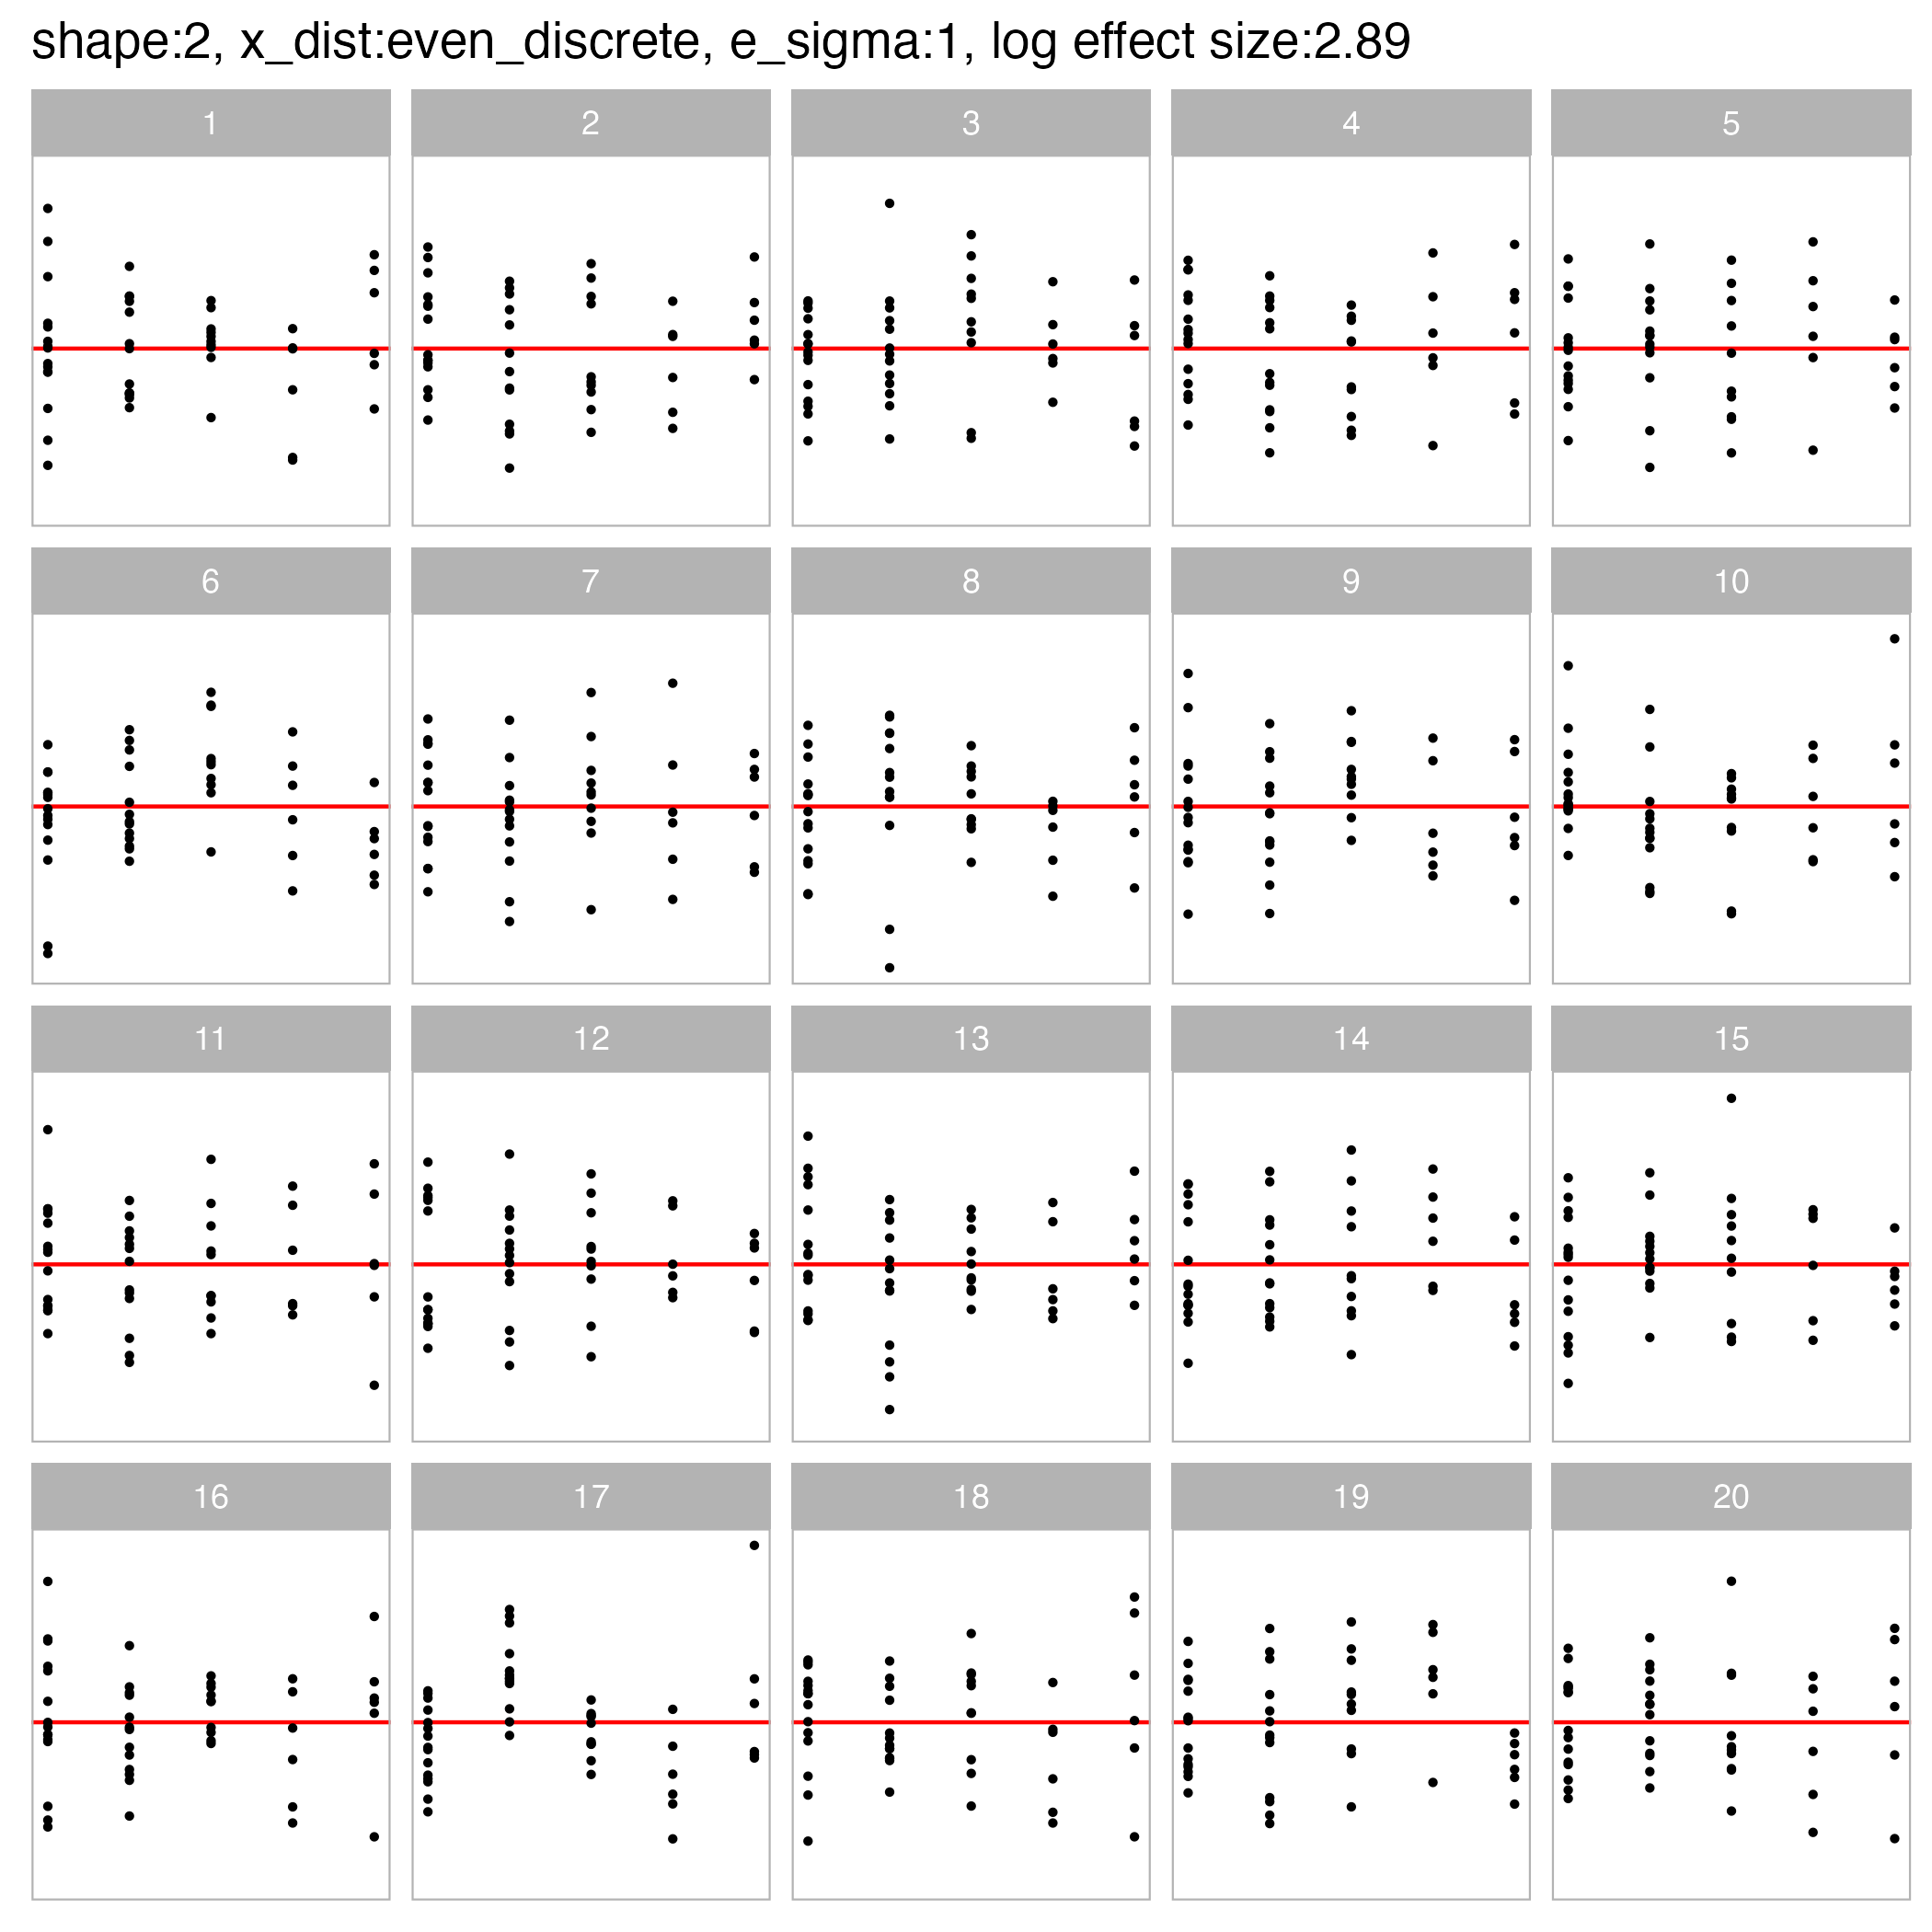 shape:2, x_dist:even_discrete, e_sigma:1, log effect size:2.89
1 2 3 4 5
6 7 8 9 10
11 12 13 14 15
16 17 18 19 20